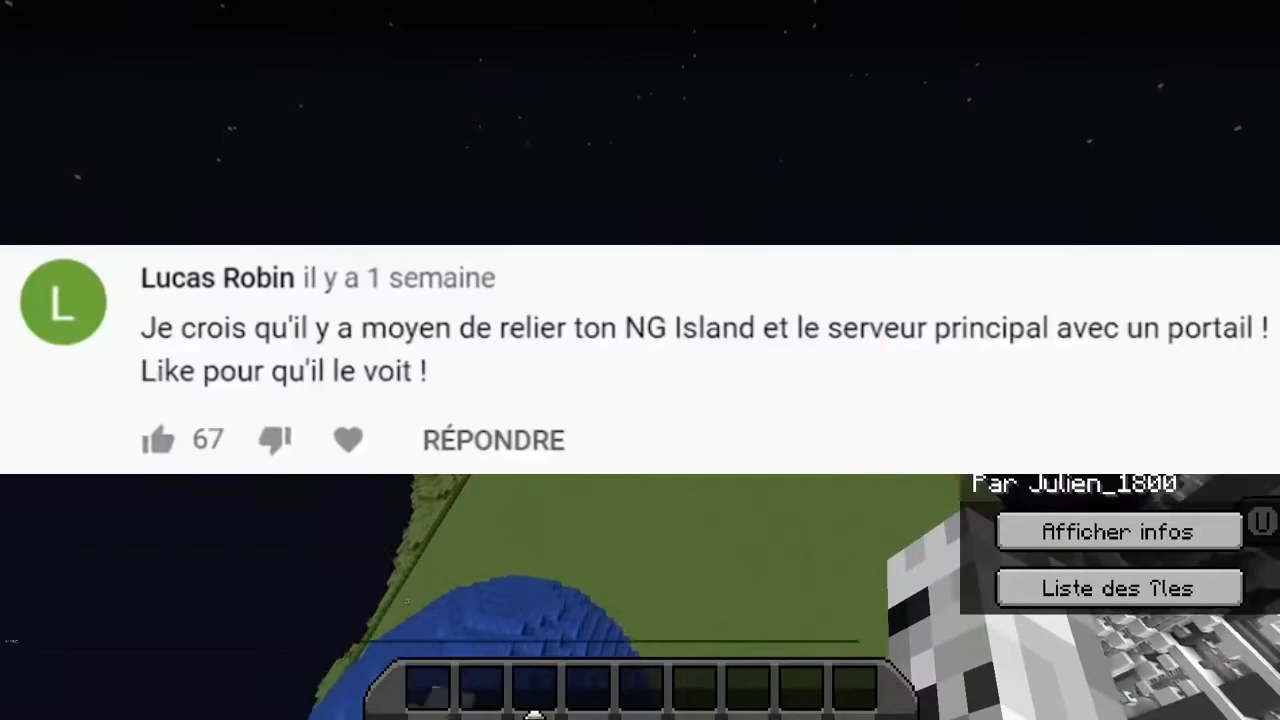 L
Lucas Robin il y a 1 semaine
Je crois qu'il y a moyen de relier ton NG Island et le serveur principal avec un portail !
Like pour qu'il le voit !
67
RÉPONDRE
Par Julien_1800
Afficher infos
U
Liste des îles